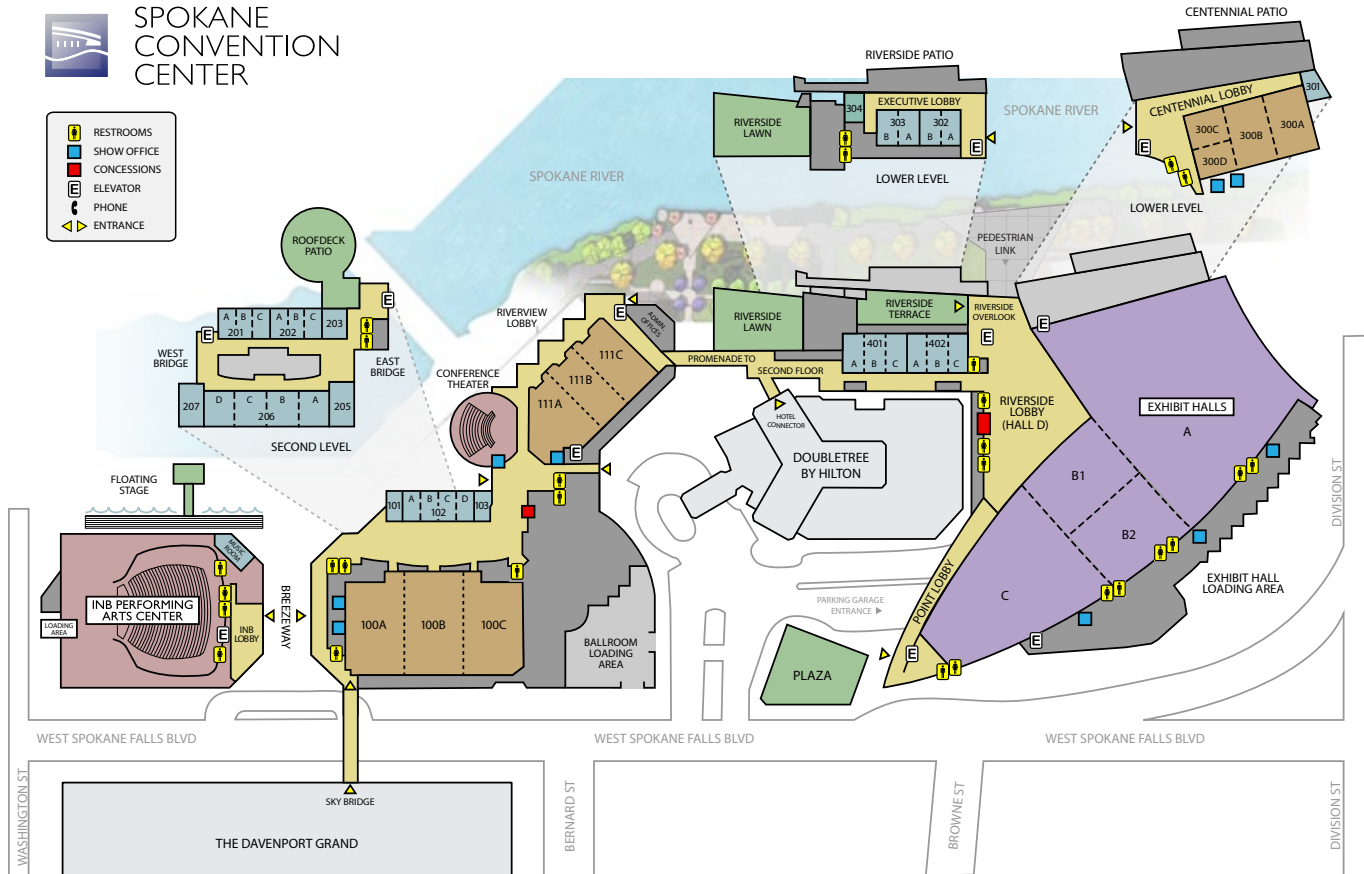 SPOKANE
CONVENTION
CENTER
RESTROOMS
SHOW OFFICE
CONCESSIONS
E ELEVATOR
PHONE
ENTRANCE
CENTENNIAL PATIO
CENTENNIAL LOBBY
301
300C
300B
300A
300D
E
LOWER LEVEL
RIVERSIDE PATIO
RIVERSIDE
LAWN
304
EXECUTIVE LOBBY
303
302
B A B A
E
LOWER LEVEL
SPOKANE RIVER
SPOKANE RIVER
PEDESTRIAN
LINK
ROOFDECK
PATIO
E
A B C A B C
201 202 203
E
WEST
BRIDGE
EAST
BRIDGE
207
D C B A
206
205
SECOND LEVEL
RIVERVIEW
LOBBY
E
ADMIN
OFFICES
111C
111B
111A
E
CONFERENCE
THEATER
PROMENADE TO
SECOND FLOOR
RIVERSIDE
LAWN
RIVERSIDE
TERRACE
RIVERSIDE
OVERLOOK
E
E
401 402
A B C A B C
HOTEL
CONNECTOR
DOUBLETREE
BY HILTON
RIVERSIDE
LOBBY
(HALL D)
EXHIBIT HALLS
A
B1
B2
C
EXHIBIT HALL
LOADING AREA
E
POINT LOBBY
E
PARKING GARAGE
ENTRANCE
PLAZA
FLOATING
STAGE
MUSIC
ROOM
INB PERFORMING
ARTS CENTER
LOADING
AREA
INB
LOBBY
E
BREEZEWAY
101
A B C D
102
103
100A
100B
100C
BALLROOM
LOADING
AREA
WEST SPOKANE FALLS BLVD
WEST SPOKANE FALLS BLVD
WEST SPOKANE FALLS BLVD
SKY BRIDGE
THE DAVENPORT GRAND
WASHINGTON ST
BERNARD ST
BROWNE ST
DIVISION ST
DIVISION ST